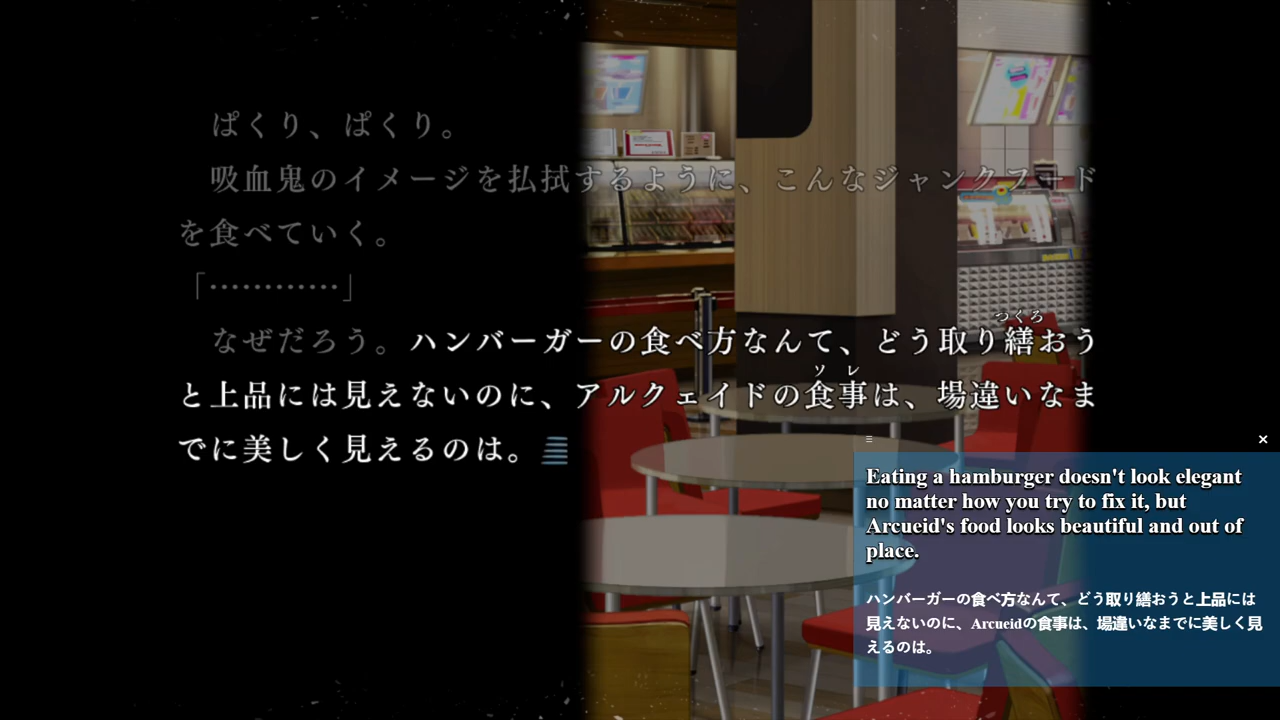 ぱくり、ぱくり。
吸血鬼のイメージを払拭するように、こんなジャンクフード
を食べていく。
「…………」
つくろ
なぜだろう。ハンバーガーの食べ方なんて、どう取り繕おう
ソレ
と上品には見えないのに、アルクェイドの食事は、場違いなま
でに美しく見えるのは。
Eating a hamburger doesn't look elegant
no matter how you try to fix it, but
Arcueid's food looks beautiful and out of
place.
ハンバーガーの食べ方なんて、どう取り繕おうと上品には
見えないのに、Arcueidの食事は、場違いなまでに美しく見
えるのは。